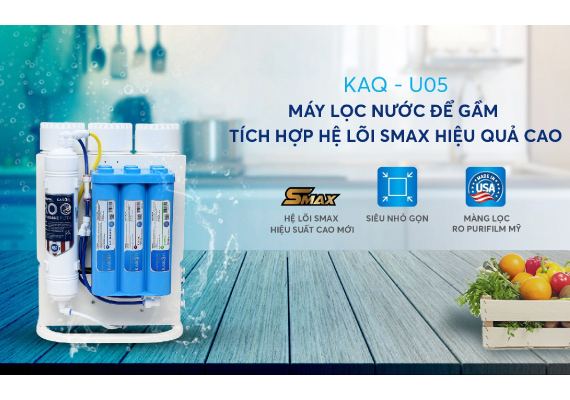 KAQ - U05
MÁY LỌC NƯỚC ĐỂ GẦM
TÍCH HỢP HỆ LÕI SMAX HIỆU QUẢ CAO
SMAX
MADE IN
USA
HỆ LÕI SMAX
HIỆU SUẤT CAO MỚI
SIÊU NHỎ GỌN
MÀNG LỌC
RO PURIFILM MỸ
RO